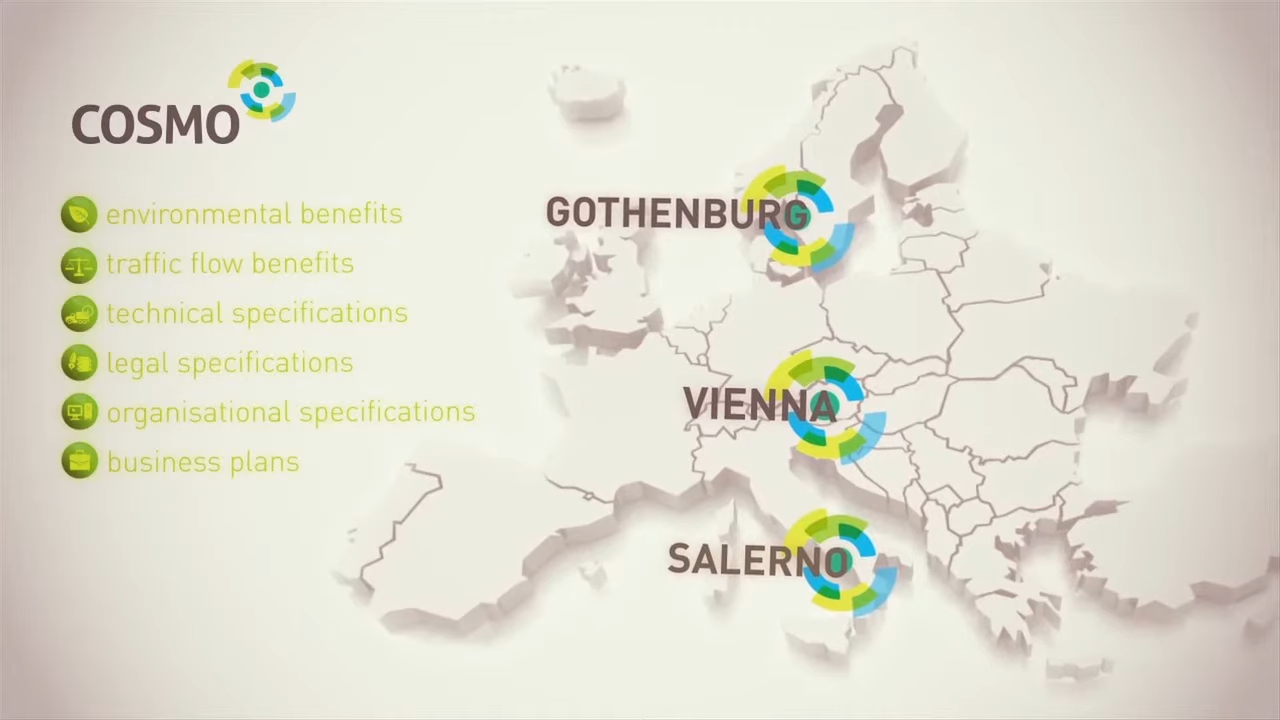 COSMO
environmental benefits
traffic flow benefits
technical specifications
legal specifications
organisational specifications
business plans
GOTHENBURG
VIENNA
SALERNO